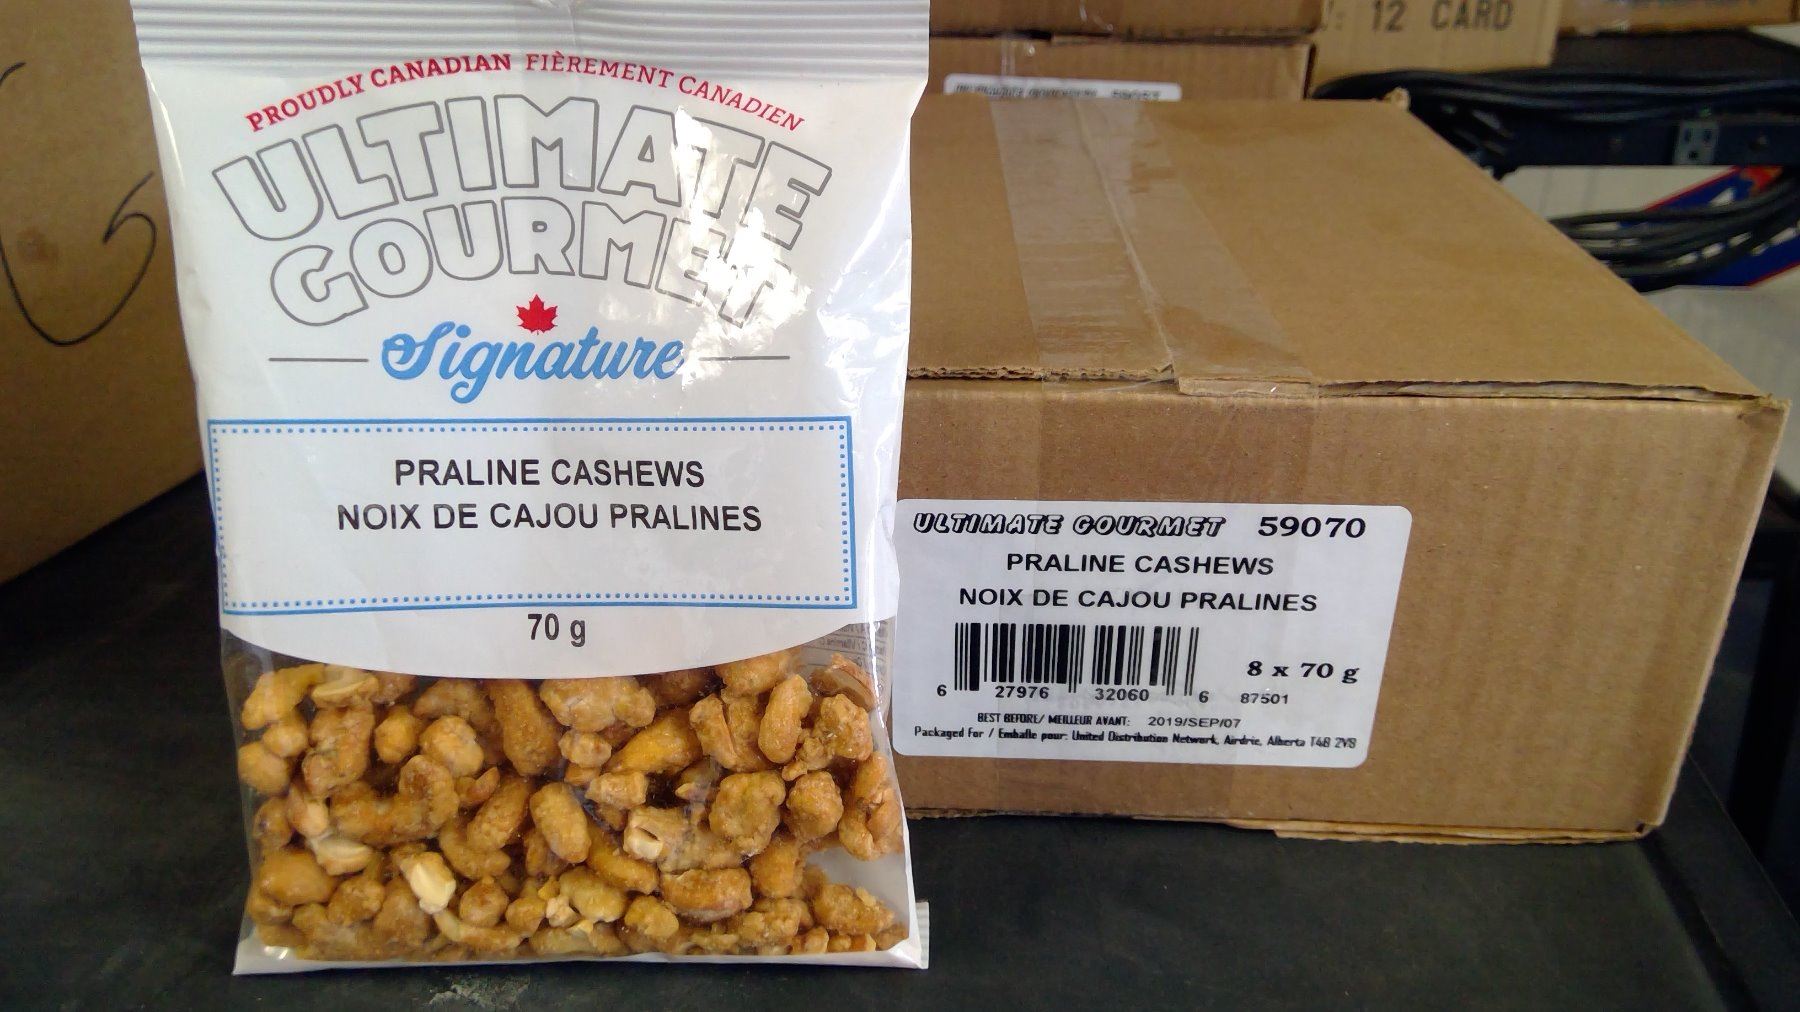 PROUDLY CANADIAN FIÈREMENT CANADIEN
ULTIMATE
GOURMET
Signature
PRALINE CASHEWS
NOIX DE CAJOU PRALINES
70 g
12 CARD
ULTIMATE GOURMET 59070
PRALINE CASHEWS
NOIX DE CAJOU PRALINES
8 x 70 g
6 27976 32060 6 87501
BEST BEFORE/ MEILLEUR AVANT: 2019/SEP/07
Packaged For / Emballe pour: United Distribution Network, Airdrie, Alberta T4B 2V8